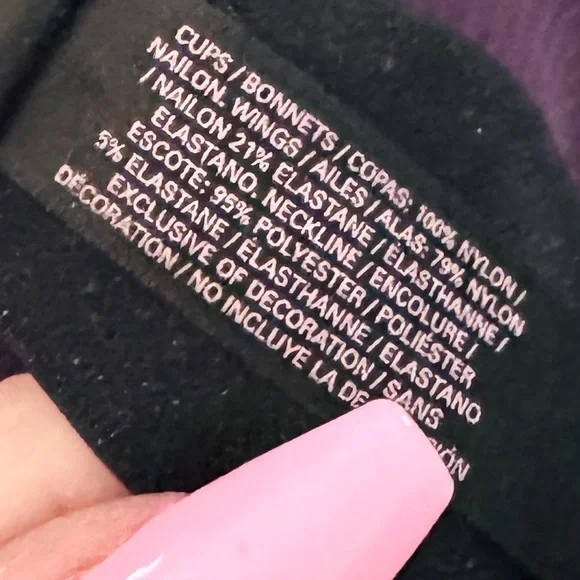 CUPS / BONNETS / COPAS: 100% NYLON /
NAILON. WINGS / AILES / ALAS: 79% NYLON
/ NAILON 21% ELASTANE / ÉLASTHANNE /
ELASTANO. NECKLINE / ENCOLURE /
ESCOTE: 95% POLYESTER / POLIÉSTER
5% ELASTANE / ÉLASTHANNE / ELASTANO
EXCLUSIVE OF DECORATION / SANS
DÉCORATION / NO INCLUYE LA